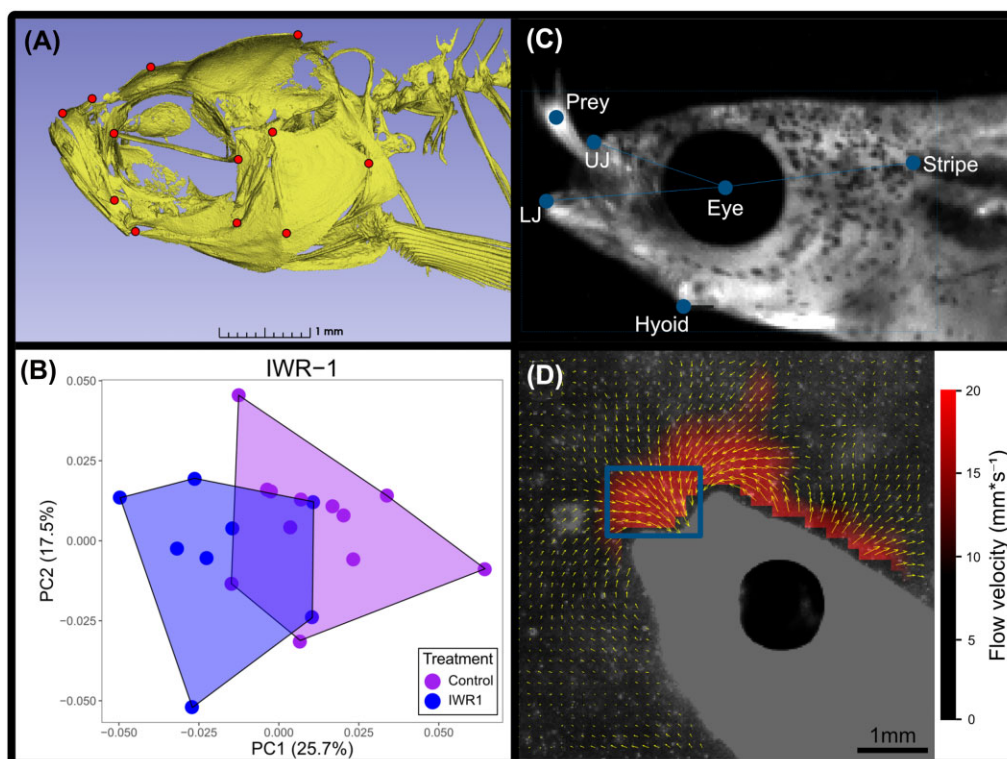 (A)
1 mm
(C)
Prey
UJ
Stripe
LJ
Eye
Hyoid
(B)
IWR−1
0.050
0.025
0.000
−0.025
−0.050
PC2 (17.5%)
Treatment
Control
IWR1
−0.050
−0.025
0.000
0.025
0.050
PC1 (25.7%)
(D)
1mm
20
15
10
5
0
Flow velocity (mm*s⁻¹)